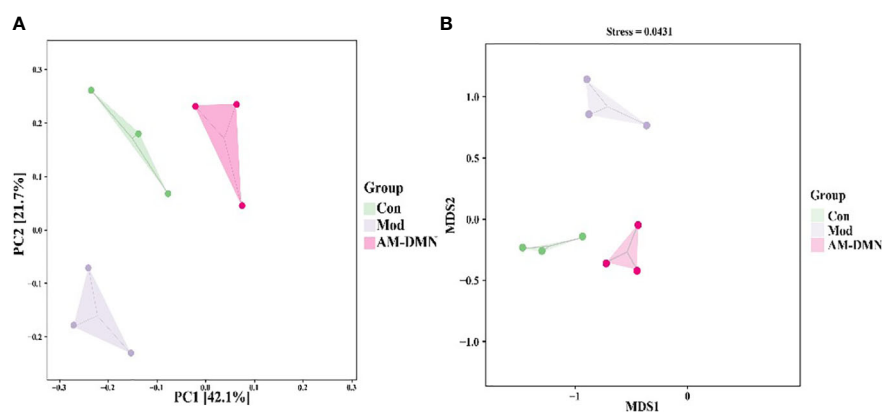 A
0.3
0.2
0.1
0.0
-0.1
-0.2
PC2 [21.7%]
-0.3
-0.2
-0.1
0.0
0.1
0.2
0.3
PC1 [42.1%]
Group
Con
Mod
AM-DMN
B
Stress = 0.0431
1.0
0.5
0.0
-0.5
-1.0
MDS2
-1
0
MDS1
Group
Con
Mod
AM-DMN